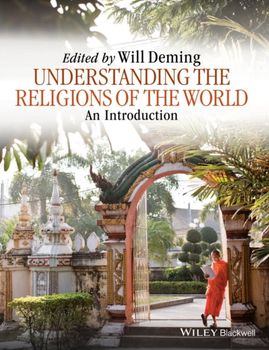 Edited by Will Deming
UNDERSTANDING THE
RELIGIONS OF THE WORLD
An Introduction
WILEY Blackwell